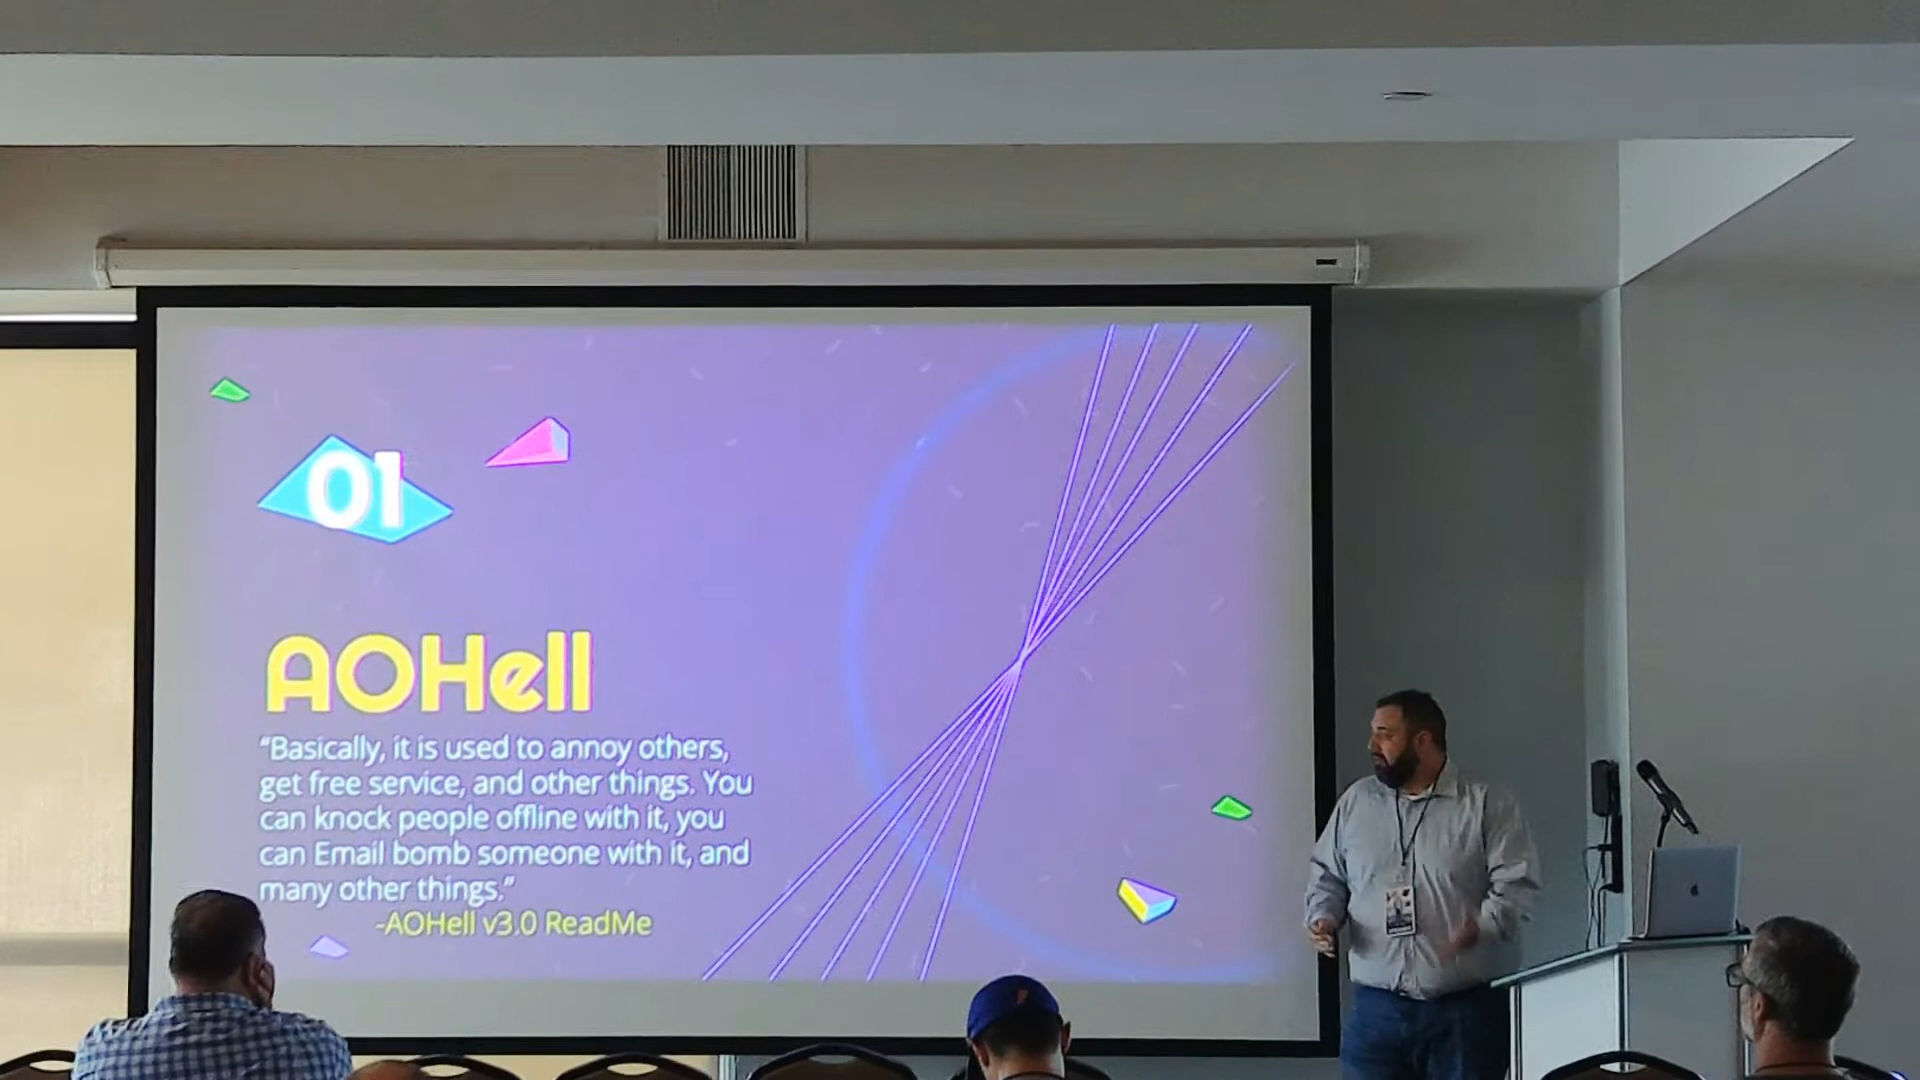 01
AOHell
“Basically, it is used to annoy others,
get free service, and other things. You
can knock people offline with it, you
can Email bomb someone with it, and
many other things.”
-AOHell v3.0 ReadMe